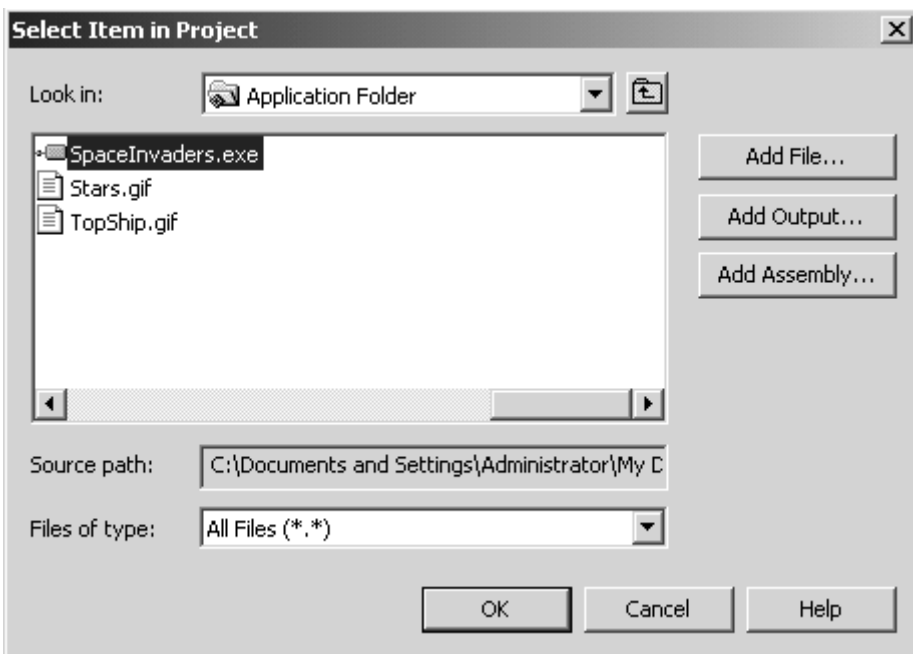 Select Item in Project
Look in:
Application Folder
SpaceInvaders.exe
Stars.gif
TopShip.gif
Add File...
Add Output...
Add Assembly...
Source path:
C:\Documents and Settings\Administrator\My D
Files of type:
All Files (*.*)
OK
Cancel
Help